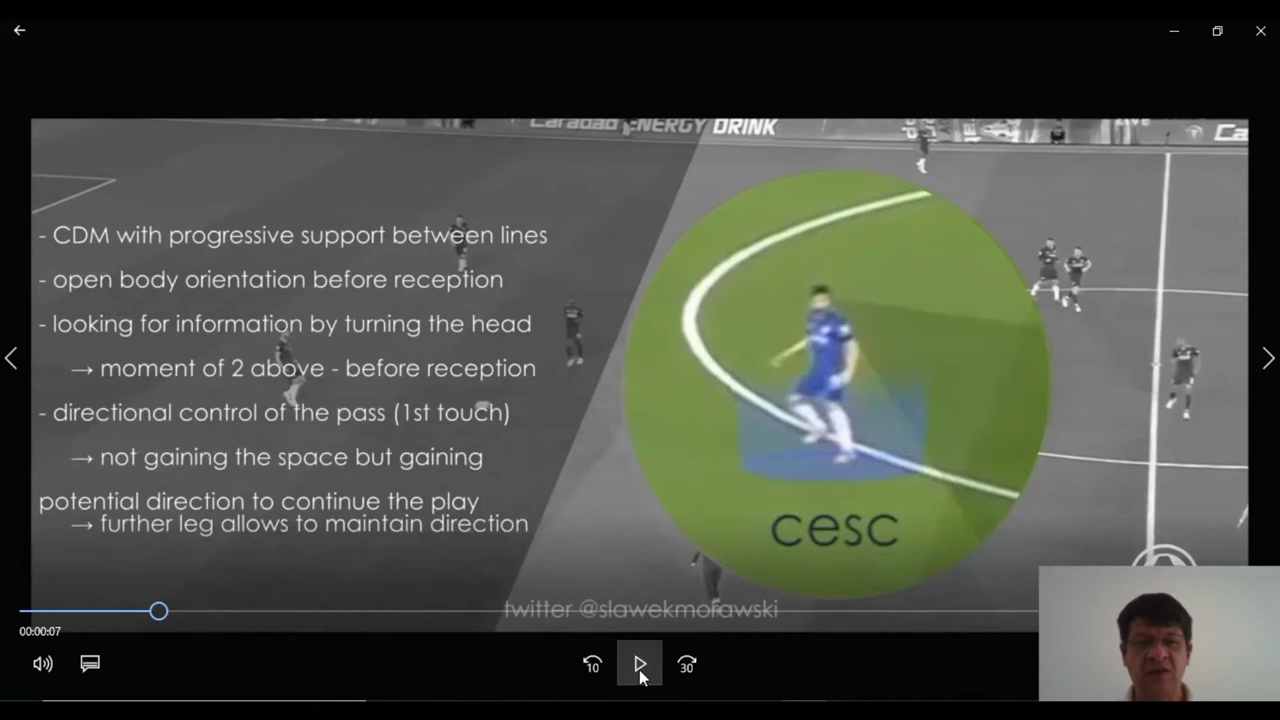 Carabao ENERGY DRINK
- CDM with progressive support between lines
- open body orientation before reception
- looking for information by turning the head
→ moment of 2 above - before reception
- directional control of the pass (1st touch)
→ not gaining the space but gaining
potential direction to continue the play
→ further leg allows to maintain direction
cesc
twitter @slawekmorawski
00:00:07
10
30